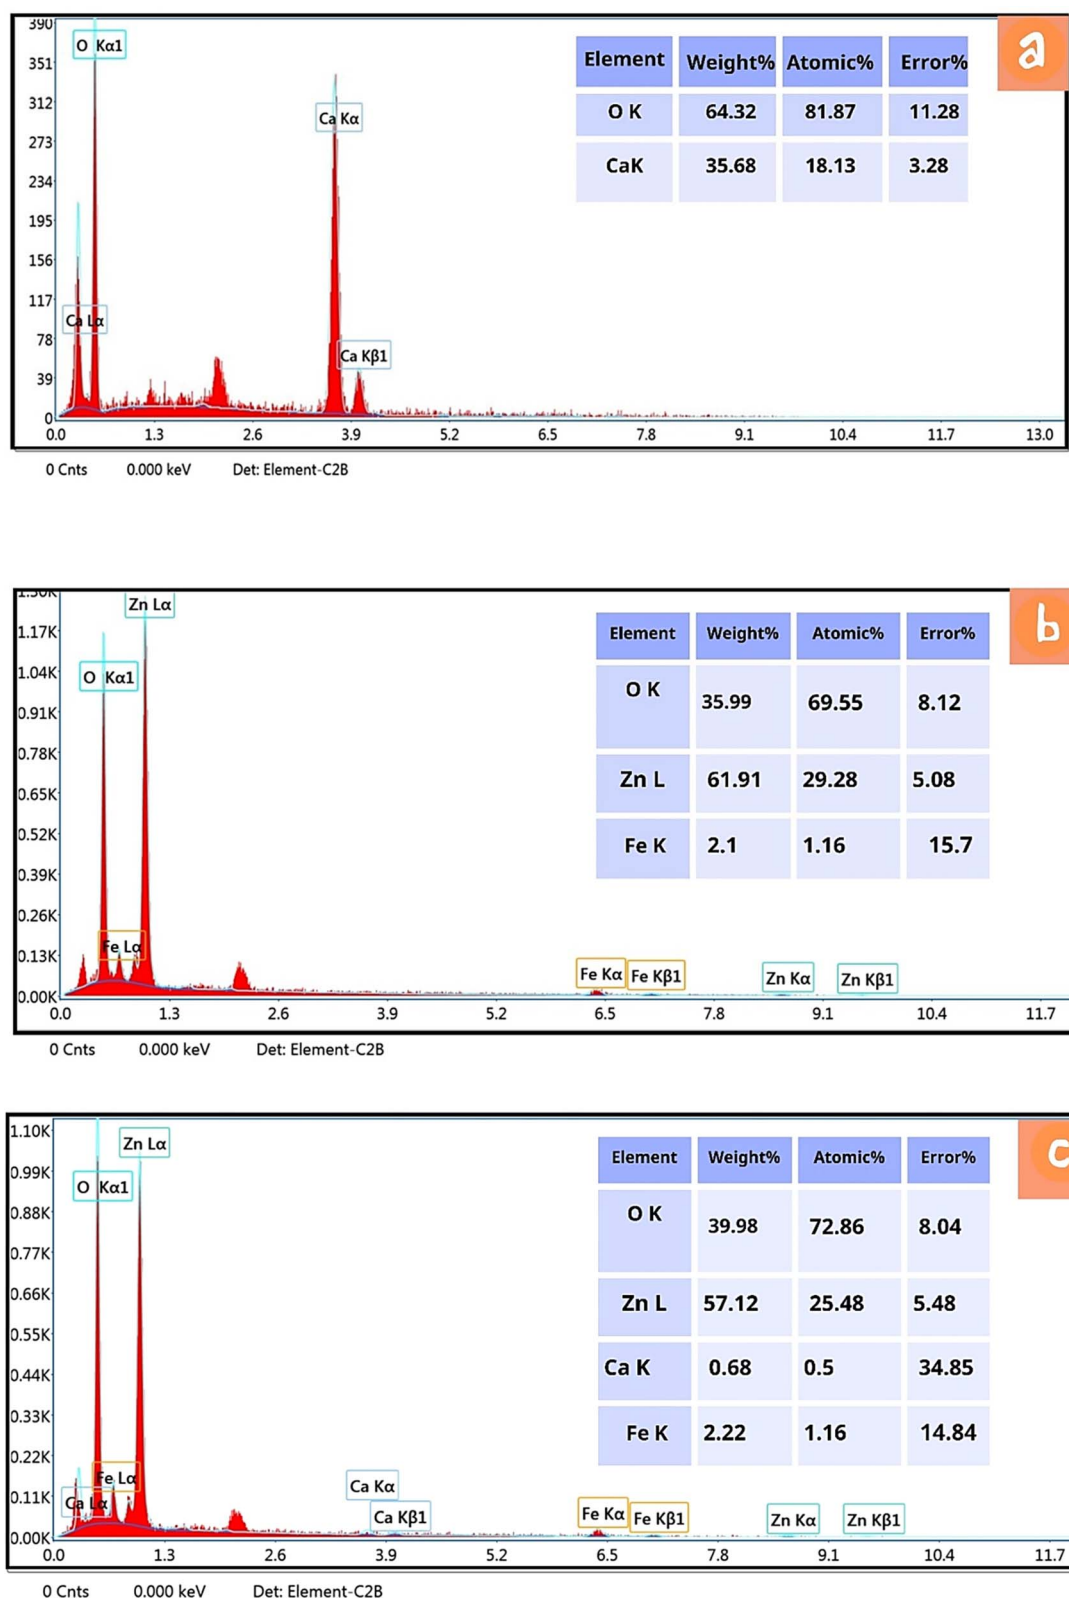 a
390
351
312
273
234
195
156
117
78
39
0
O Kα1
Ca Lα
Ca Kα
Ca Kβ1
Element Weight% Atomic% Error%
O K 64.32 81.87 11.28
CaK 35.68 18.13 3.28
0.0 1.3 2.6 3.9 5.2 6.5 7.8 9.1 10.4 11.7 13.0
0 Cnts 0.000 keV Det: Element-C2B
b
1.30K
1.17K
1.04K
0.91K
0.78K
0.65K
0.52K
0.39K
0.26K
0.13K
0.00K
Zn Lα
O Kα1
Fe Lα
Fe Kα Fe Kβ1 Zn Kα Zn Kβ1
Element Weight% Atomic% Error%
O K 35.99 69.55 8.12
Zn L 61.91 29.28 5.08
Fe K 2.1 1.16 15.7
0.0 1.3 2.6 3.9 5.2 6.5 7.8 9.1 10.4 11.7
0 Cnts 0.000 keV Det: Element-C2B
c
1.10K
0.99K
0.88K
0.77K
0.66K
0.55K
0.44K
0.33K
0.22K
0.11K
0.00K
Zn Lα
O Kα1
Fe Lα
Ca Lα
Ca Kα
Ca Kβ1
Fe Kα Fe Kβ1 Zn Kα Zn Kβ1
Element Weight% Atomic% Error%
O K 39.98 72.86 8.04
Zn L 57.12 25.48 5.48
Ca K 0.68 0.5 34.85
Fe K 2.22 1.16 14.84
0.0 1.3 2.6 3.9 5.2 6.5 7.8 9.1 10.4 11.7
0 Cnts 0.000 keV Det: Element-C2B